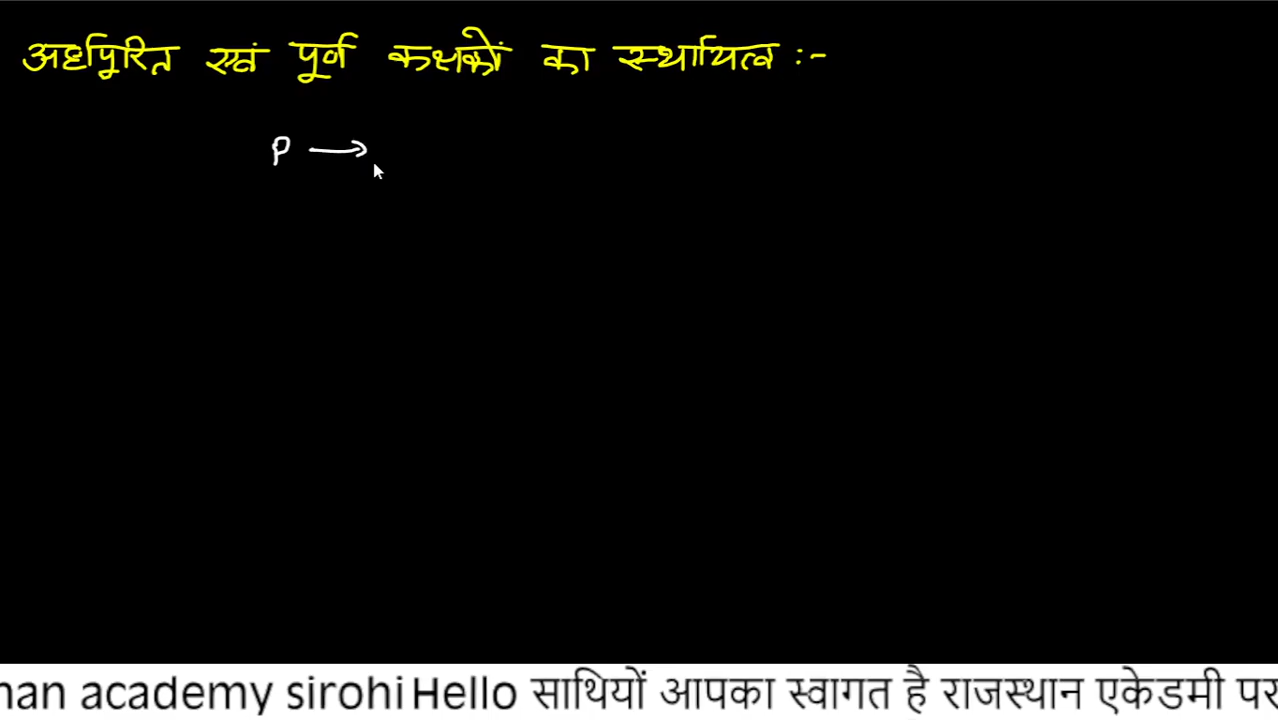 अर्द्धपूरित एवं पूर्ण कक्षकों का स्थायित्व :-
P →
han academy sirohi Hello साथियों आपका स्वागत है राजस्थान एकेडमी पर